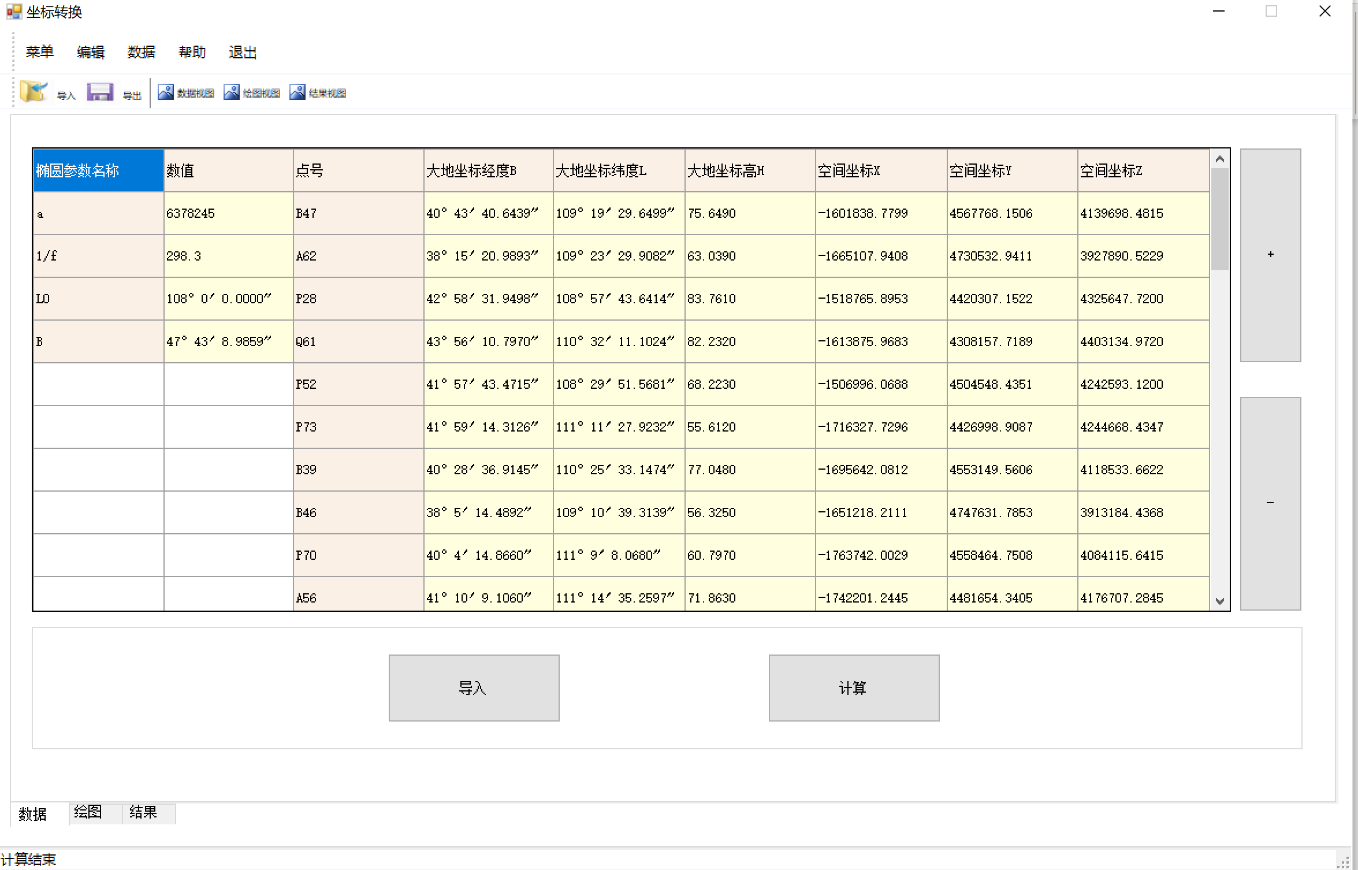 坐标转换
菜单 编辑 数据 帮助 退出
导入 导出 数据视图 绘图视图 结果视图
椭圆参数名称 数值 点号 大地坐标经度B 大地坐标纬度L 大地坐标高H 空间坐标X 空间坐标Y 空间坐标Z
a 6378245 B47 40° 43′ 40.6439″ 109° 19′ 29.6499″ 75.6490 -1601838.7799 4567768.1506 4139698.4815
1/f 298.3 A62 38° 15′ 20.9893″ 109° 23′ 29.9082″ 63.0390 -1665107.9408 4730532.9411 3927890.5229
L0 108° 0′ 0.0000″ P28 42° 58′ 31.9498″ 108° 57′ 43.6414″ 83.7610 -1518765.8953 4420307.1522 4325647.7200
B 47° 43′ 8.9859″ Q61 43° 56′ 10.7970″ 110° 32′ 11.1024″ 82.2320 -1613875.9683 4308157.7189 4403134.9720
P52 41° 57′ 43.4715″ 108° 29′ 51.5681″ 68.2230 -1506996.0688 4504548.4351 4242593.1200
P73 41° 59′ 14.3126″ 111° 11′ 27.9232″ 55.6120 -1716327.7296 4426998.9087 4244668.4347
B39 40° 28′ 36.9145″ 110° 25′ 33.1474″ 77.0480 -1695642.0812 4553149.5606 4118533.6622
B46 38° 5′ 14.4892″ 109° 10′ 39.3139″ 56.3250 -1651218.2111 4747631.7853 3913184.4368
P70 40° 4′ 14.8660″ 111° 9′ 8.0680″ 60.7970 -1763742.0029 4558464.7508 4084115.6415
A56 41° 10′ 9.1060″ 111° 14′ 35.2597″ 71.8630 -1742201.2445 4481654.3405 4176707.2845
+
-
导入 计算
数据 绘图 结果
计算结束